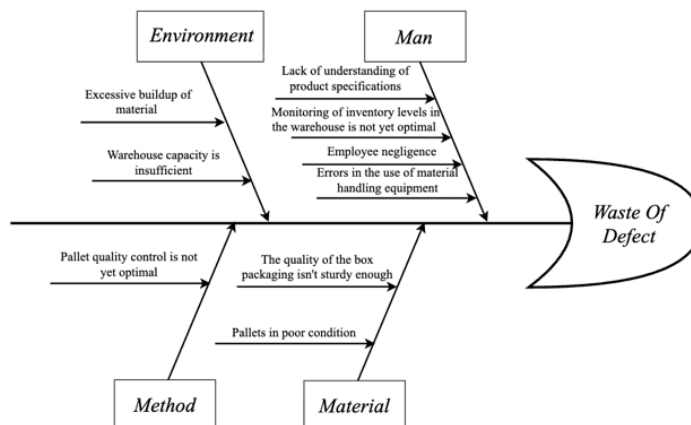 Environment
Man
Lack of understanding of
product specifications
Excessive buildup of
material
Monitoring of inventory levels in
the warehouse is not yet optimal
Warehouse capacity is
insufficient
Employee negligence
Errors in the use of material
handling equipment
Waste Of
Defect
Pallet quality control is not
yet optimal
The quality of the box
packaging isn't sturdy enough
Pallets in poor condition
Method
Material